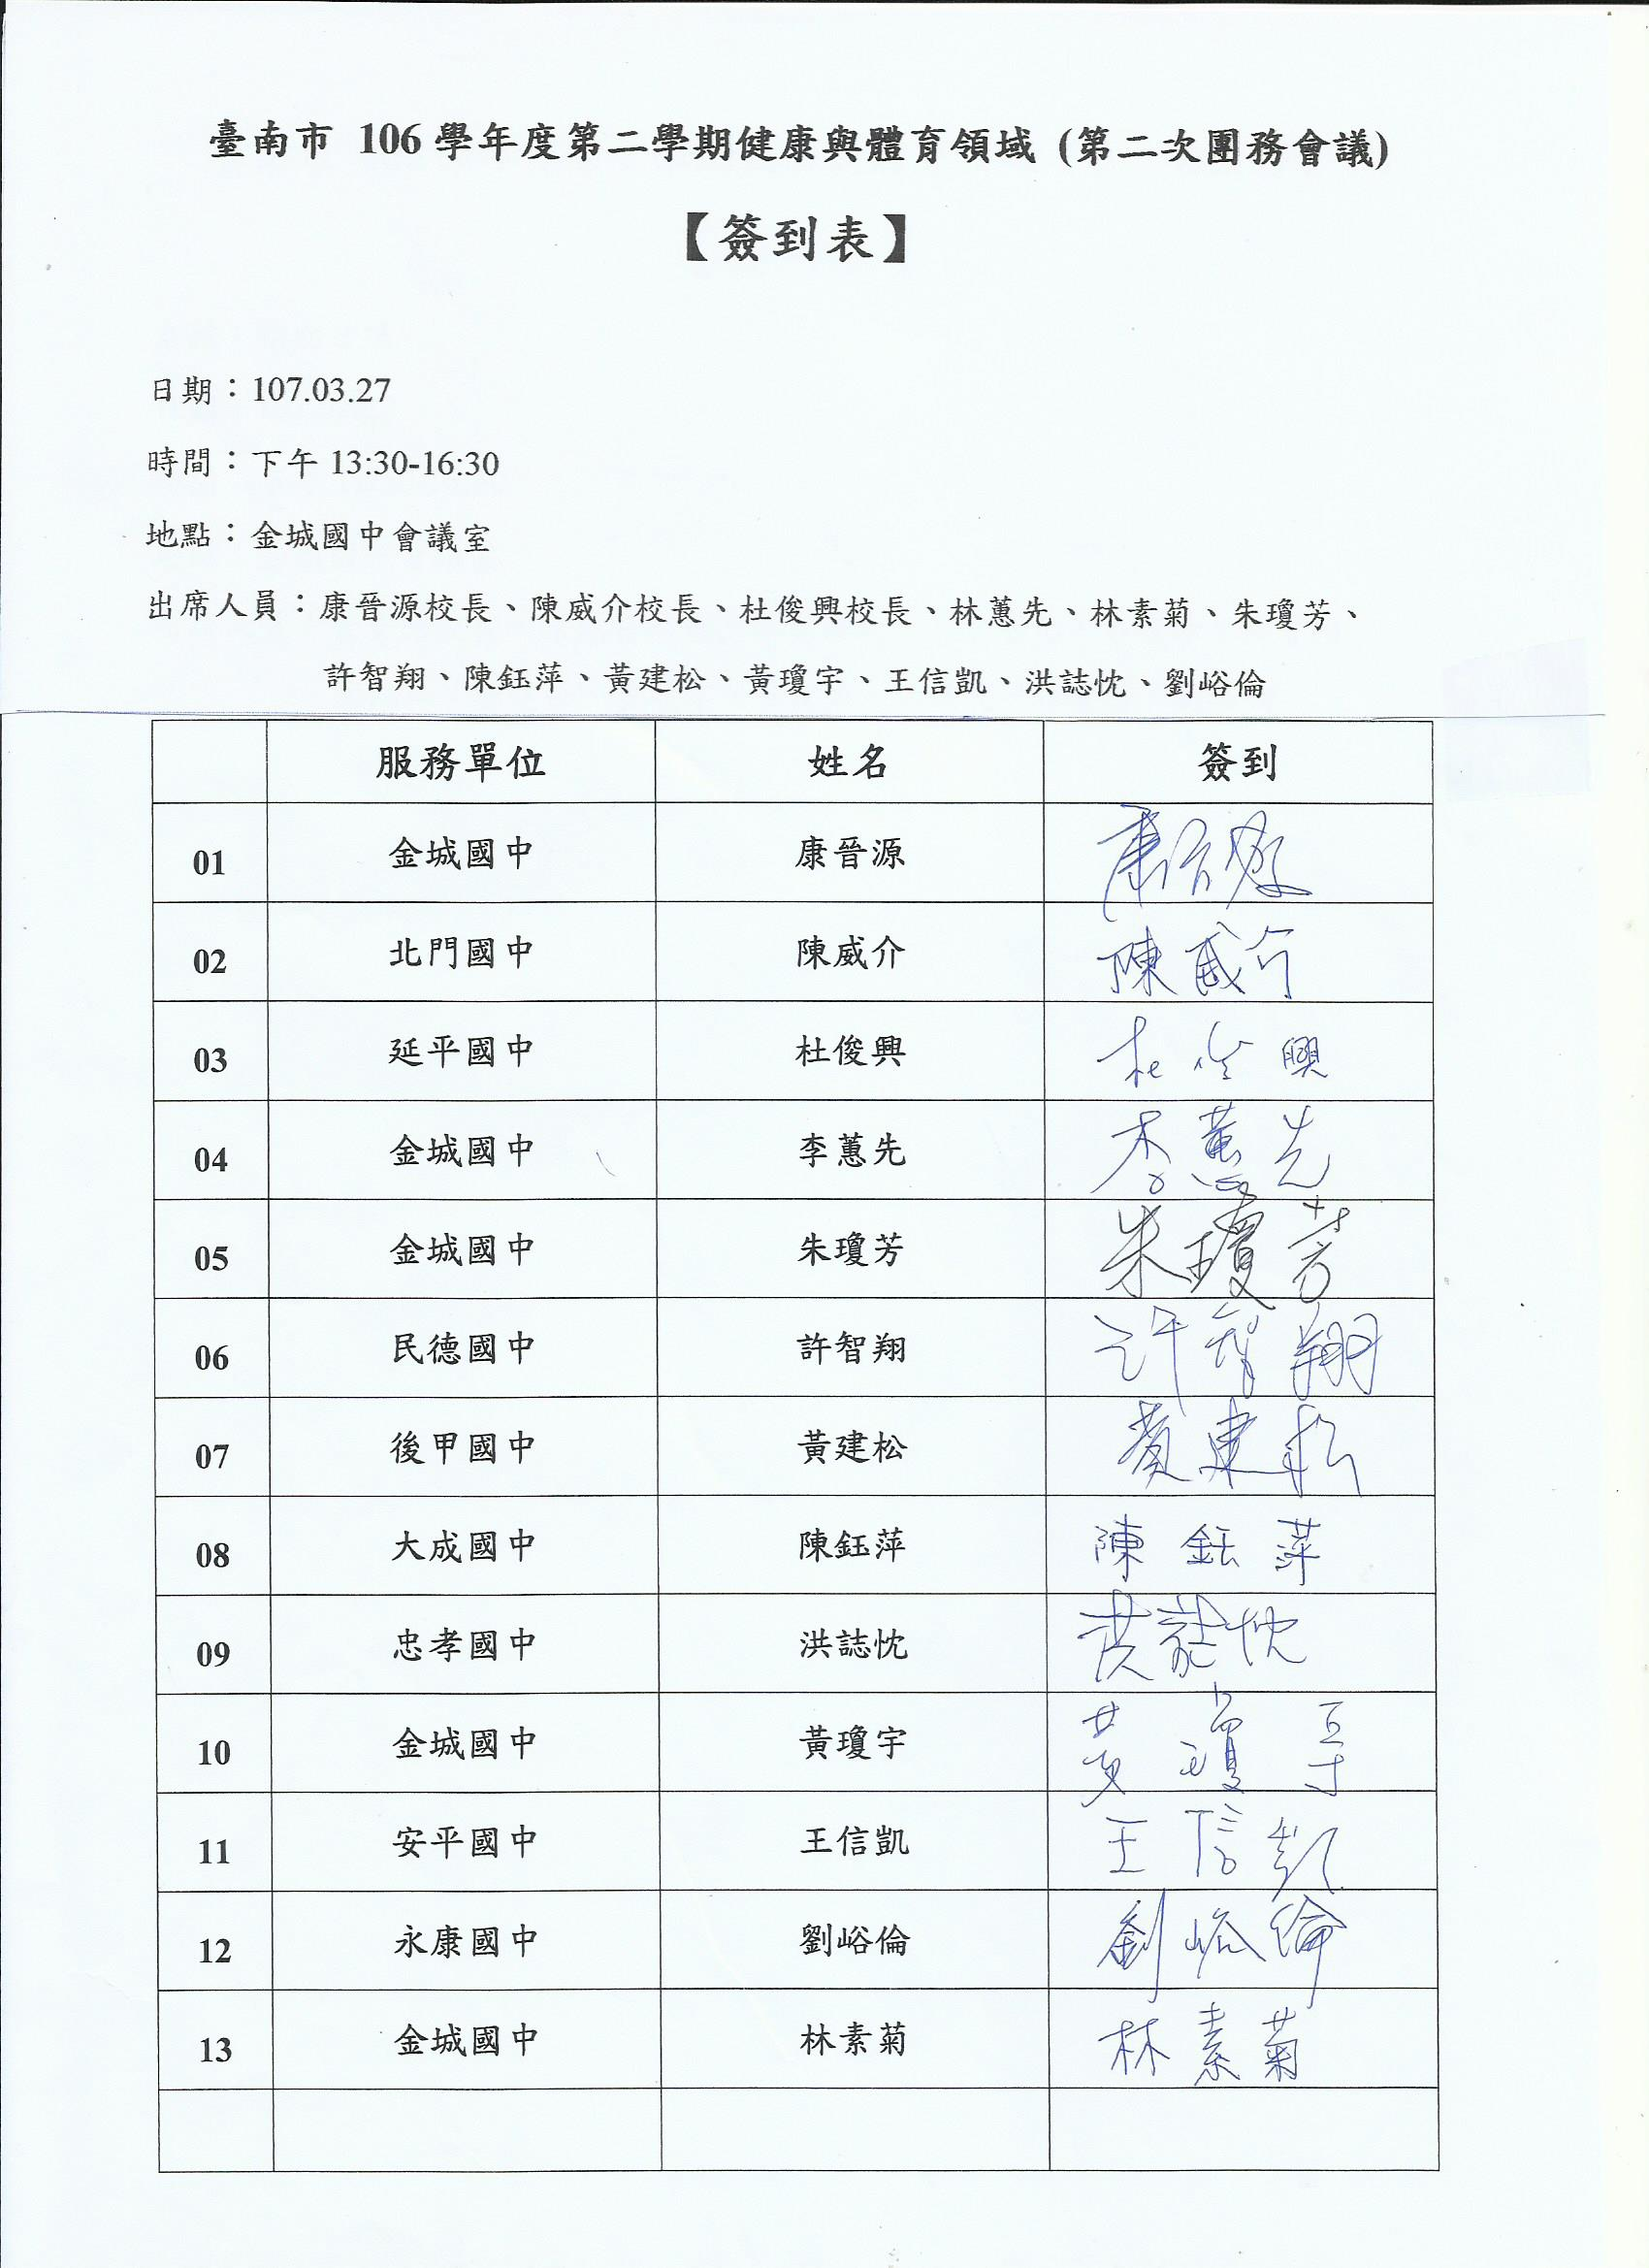 臺南市 106 學年度第二學期健康與體育領域 (第二次團務會議)
【簽到表】
日期：107.03.27
時間：下午 13:30-16:30
地點：金城國中會議室
出席人員：康晉源校長、陳威介校長、杜俊興校長、林蕙先、林素菊、朱瓊芳、
許智翔、陳鈺萍、黃建松、黃瓊宇、王信凱、洪誌忱、劉峪倫
服務單位 姓名 簽到
01 金城國中 康晉源 康晉源
02 北門國中 陳威介 陳威介
03 延平國中 杜俊興 杜俊興
04 金城國中 李蕙先 李蕙先
05 金城國中 朱瓊芳 朱瓊芳
06 民德國中 許智翔 許智翔
07 後甲國中 黃建松 黃建松
08 大成國中 陳鈺萍 陳鈺萍
09 忠孝國中 洪誌忱 洪誌忱
10 金城國中 黃瓊宇 黃瓊宇
11 安平國中 王信凱 王信凱
12 永康國中 劉峪倫 劉峪倫
13 金城國中 林素菊 林素菊